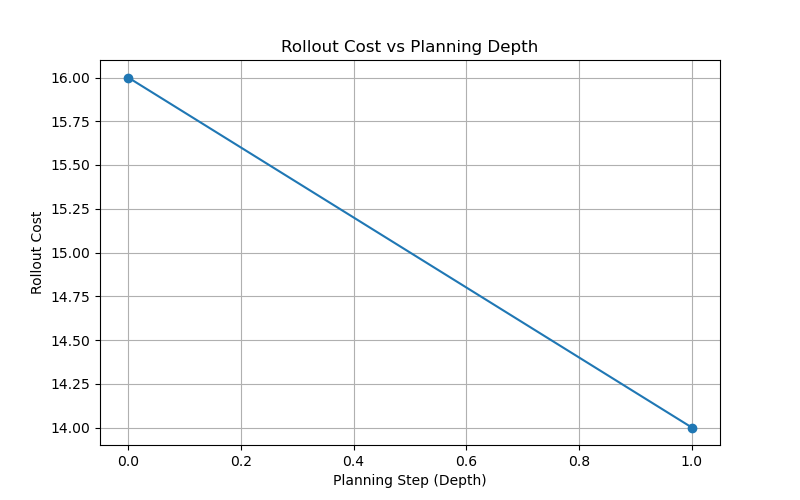 Rollout Cost vs Planning Depth
16.00
15.75
15.50
15.25
15.00
14.75
14.50
14.25
14.00
Rollout Cost
0.0 0.2 0.4 0.6 0.8 1.0
Planning Step (Depth)